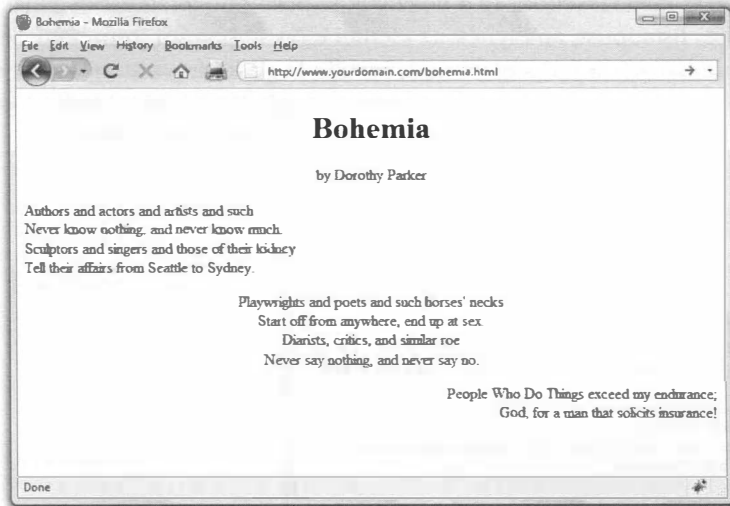 Bohemia - Mozilla Firefox
File Edit View History Bookmarks Tools Help
http://www.yourdomain.com/bohemia.html
Bohemia
by Dorothy Parker
Authors and actors and artists and such
Never know nothing, and never know much.
Sculptors and singers and those of their kidney
Tell their affairs from Seattle to Sydney.
Playwrights and poets and such horses' necks
Start off from anywhere, end up at sex.
Diarists, critics, and similar roe
Never say nothing, and never say no.
People Who Do Things exceed my endurance;
God, for a man that solicits insurance!
Done